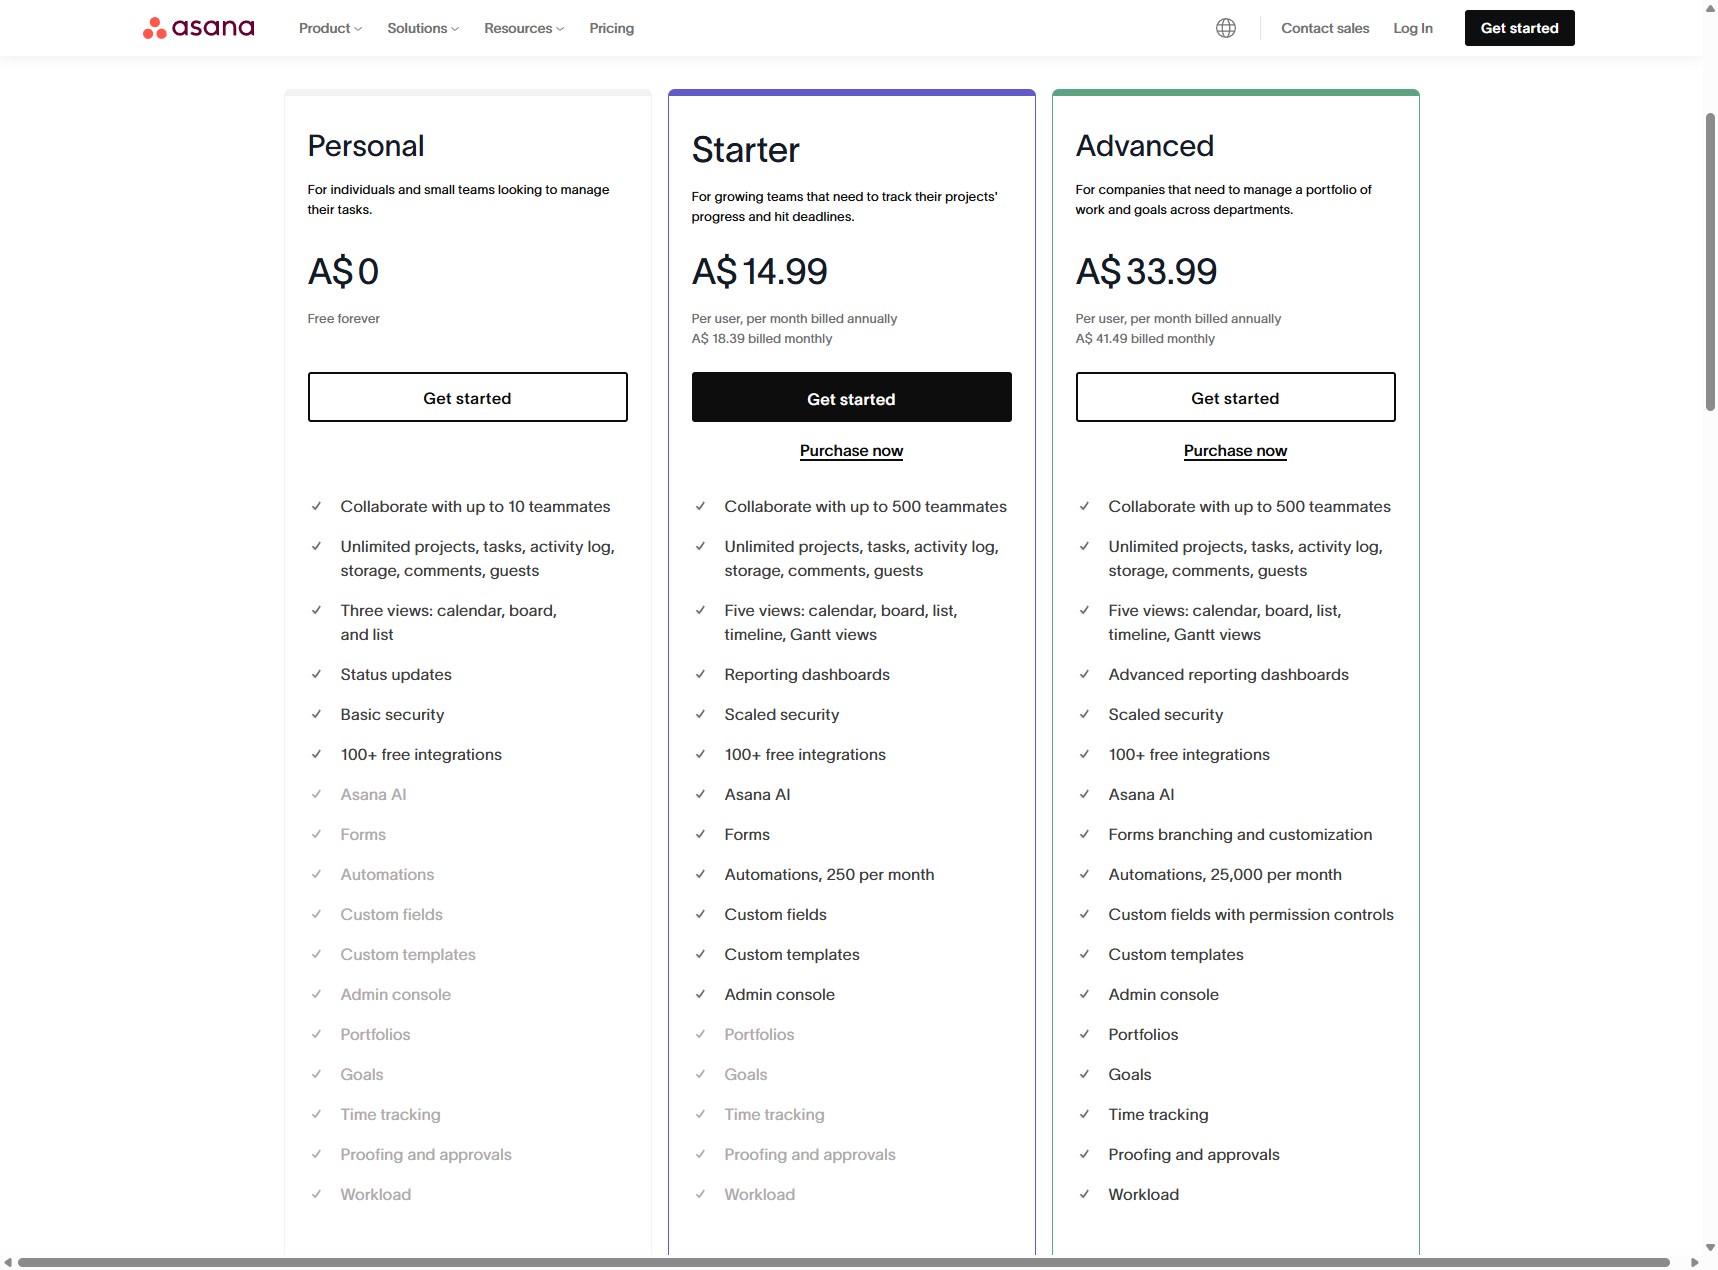 asana
Product
Solutions
Resources
Pricing
Contact sales
Log In
Get started
Personal
For individuals and small teams looking to manage
their tasks.
A$ 0
Free forever
Get started
Collaborate with up to 10 teammates
Unlimited projects, tasks, activity log,
storage, comments, guests
Three views: calendar, board,
and list
Status updates
Basic security
100+ free integrations
Asana AI
Forms
Automations
Custom fields
Custom templates
Admin console
Portfolios
Goals
Time tracking
Proofing and approvals
Workload
Starter
For growing teams that need to track their projects'
progress and hit deadlines.
A$ 14.99
Per user, per month billed annually
A$ 18.39 billed monthly
Get started
Purchase now
Collaborate with up to 500 teammates
Unlimited projects, tasks, activity log,
storage, comments, guests
Five views: calendar, board, list,
timeline, Gantt views
Reporting dashboards
Scaled security
100+ free integrations
Asana AI
Forms
Automations, 250 per month
Custom fields
Custom templates
Admin console
Portfolios
Goals
Time tracking
Proofing and approvals
Workload
Advanced
For companies that need to manage a portfolio of
work and goals across departments.
A$ 33.99
Per user, per month billed annually
A$ 41.49 billed monthly
Get started
Purchase now
Collaborate with up to 500 teammates
Unlimited projects, tasks, activity log,
storage, comments, guests
Five views: calendar, board, list,
timeline, Gantt views
Advanced reporting dashboards
Scaled security
100+ free integrations
Asana AI
Forms branching and customization
Automations, 25,000 per month
Custom fields with permission controls
Custom templates
Admin console
Portfolios
Goals
Time tracking
Proofing and approvals
Workload